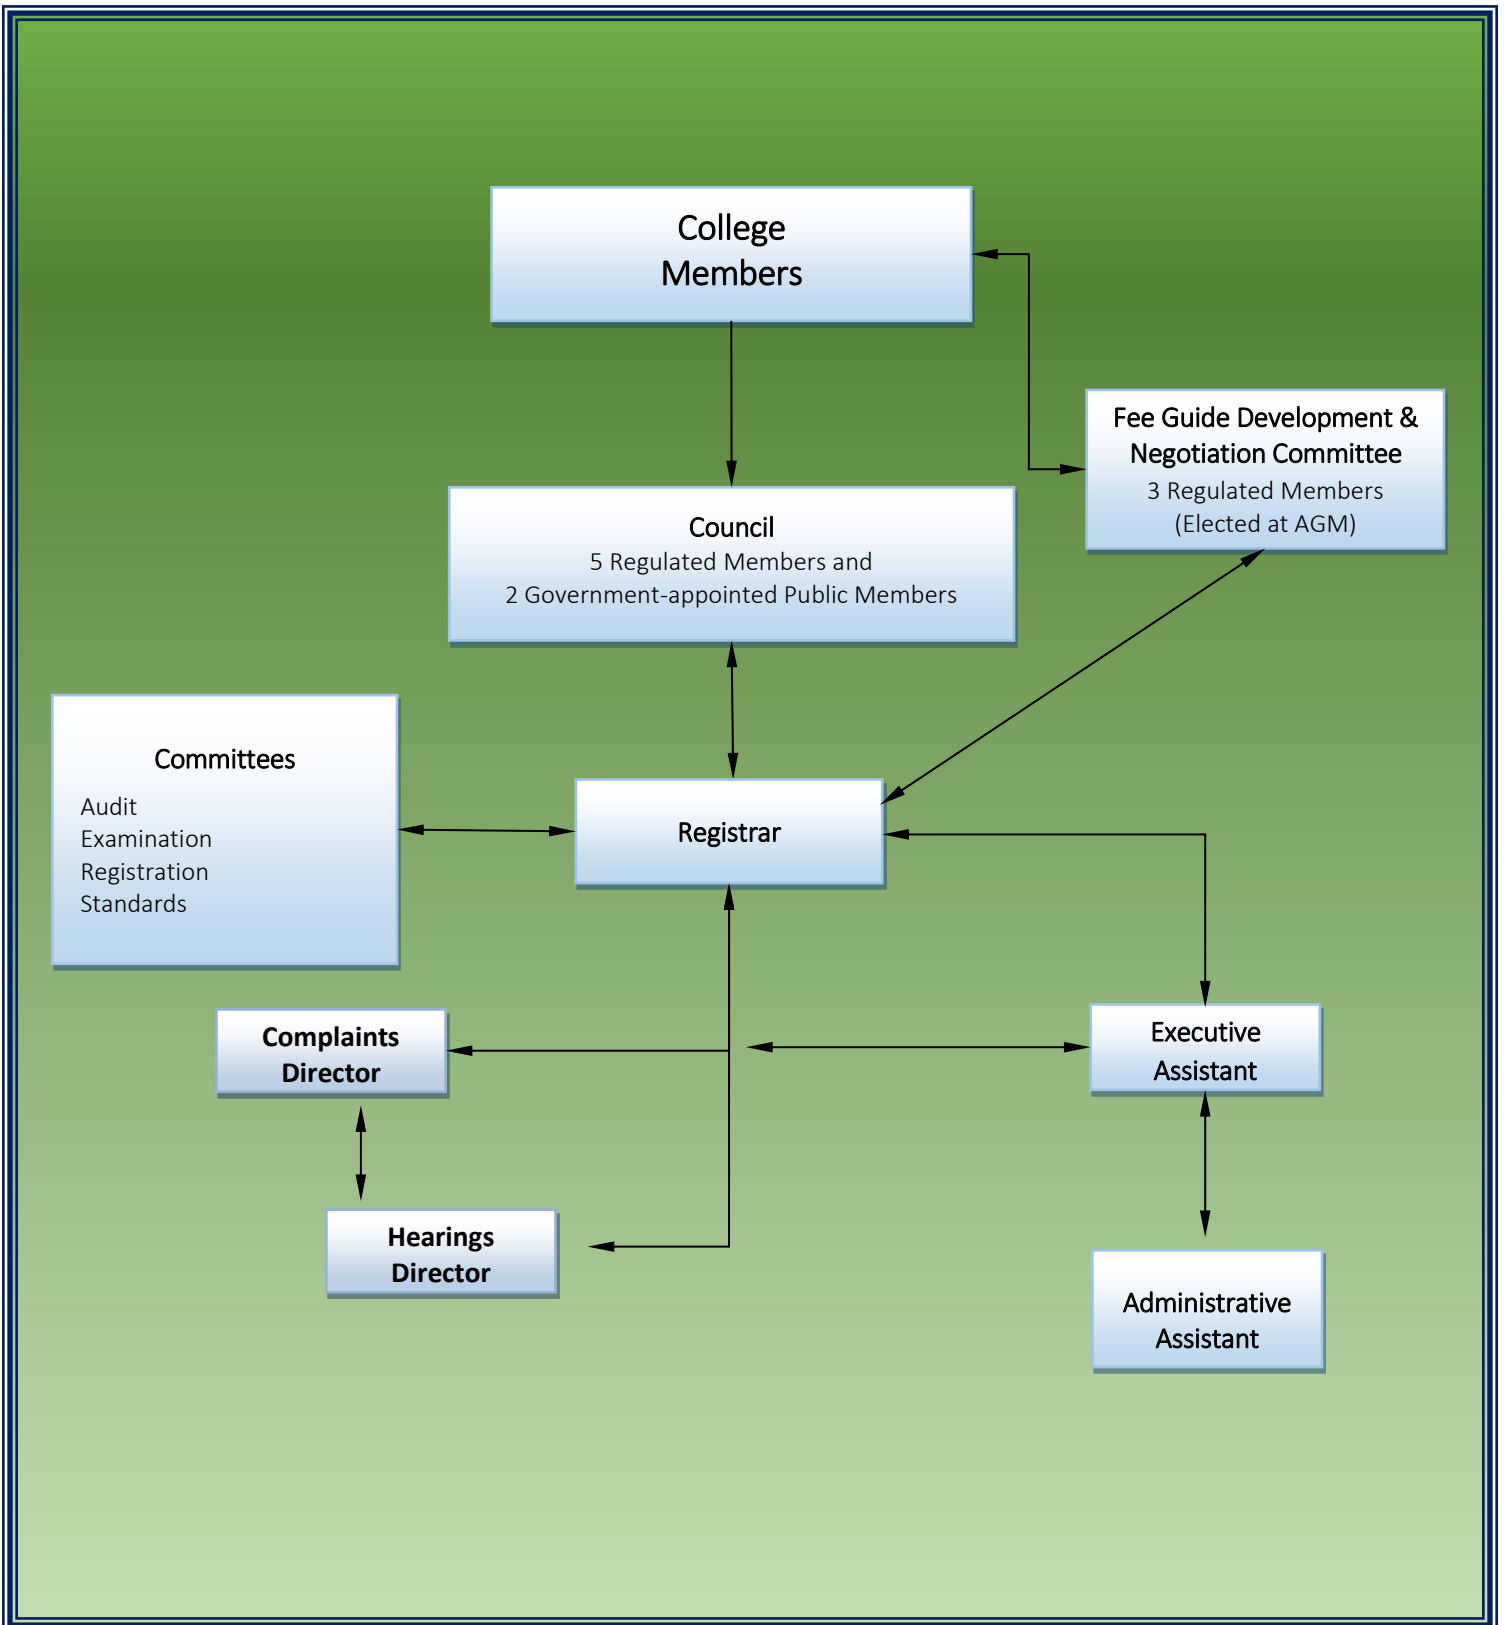 College
Members
Fee Guide Development &
Negotiation Committee
3 Regulated Members
(Elected at AGM)
Council
5 Regulated Members and
2 Government-appointed Public Members
Committees
Audit
Examination
Registration
Standards
Registrar
Complaints
Director
Executive
Assistant
Hearings
Director
Administrative
Assistant